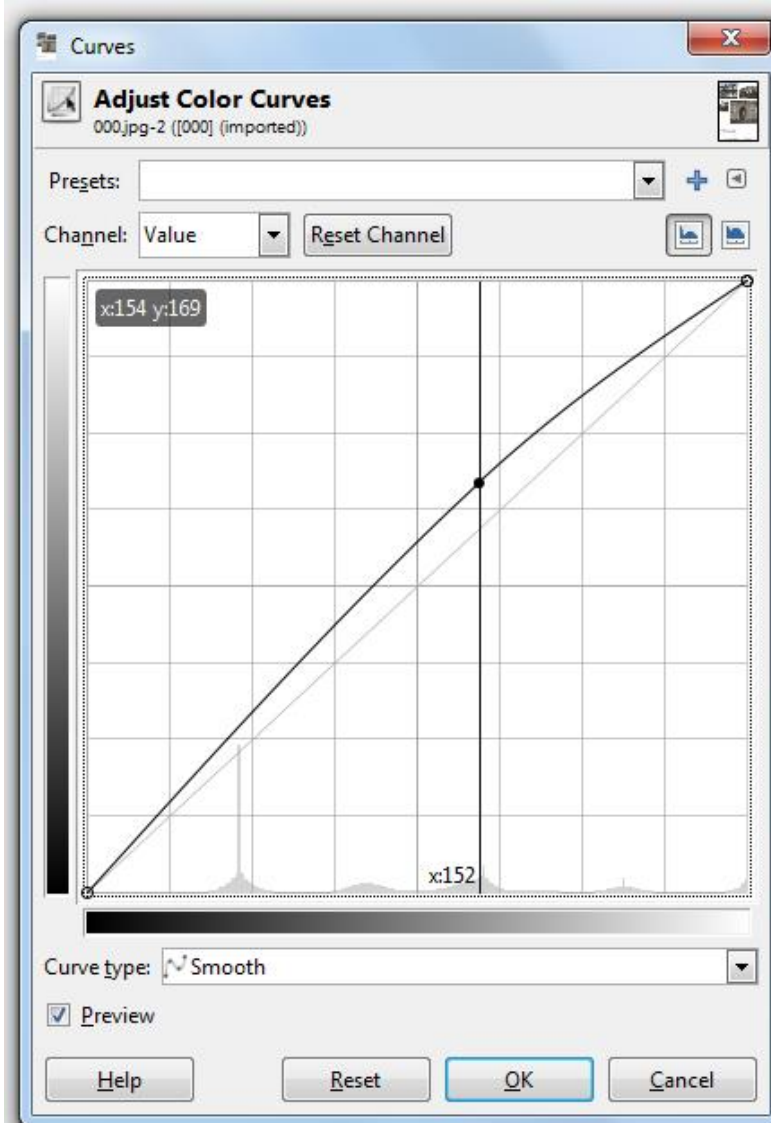 Curves
X
Adjust Color Curves
000.jpg-2 ([000] (imported))
Presets:
Channel: Value Reset Channel
x:154 y:169
x:152
Curve type: Smooth
Preview
Help Reset OK Cancel